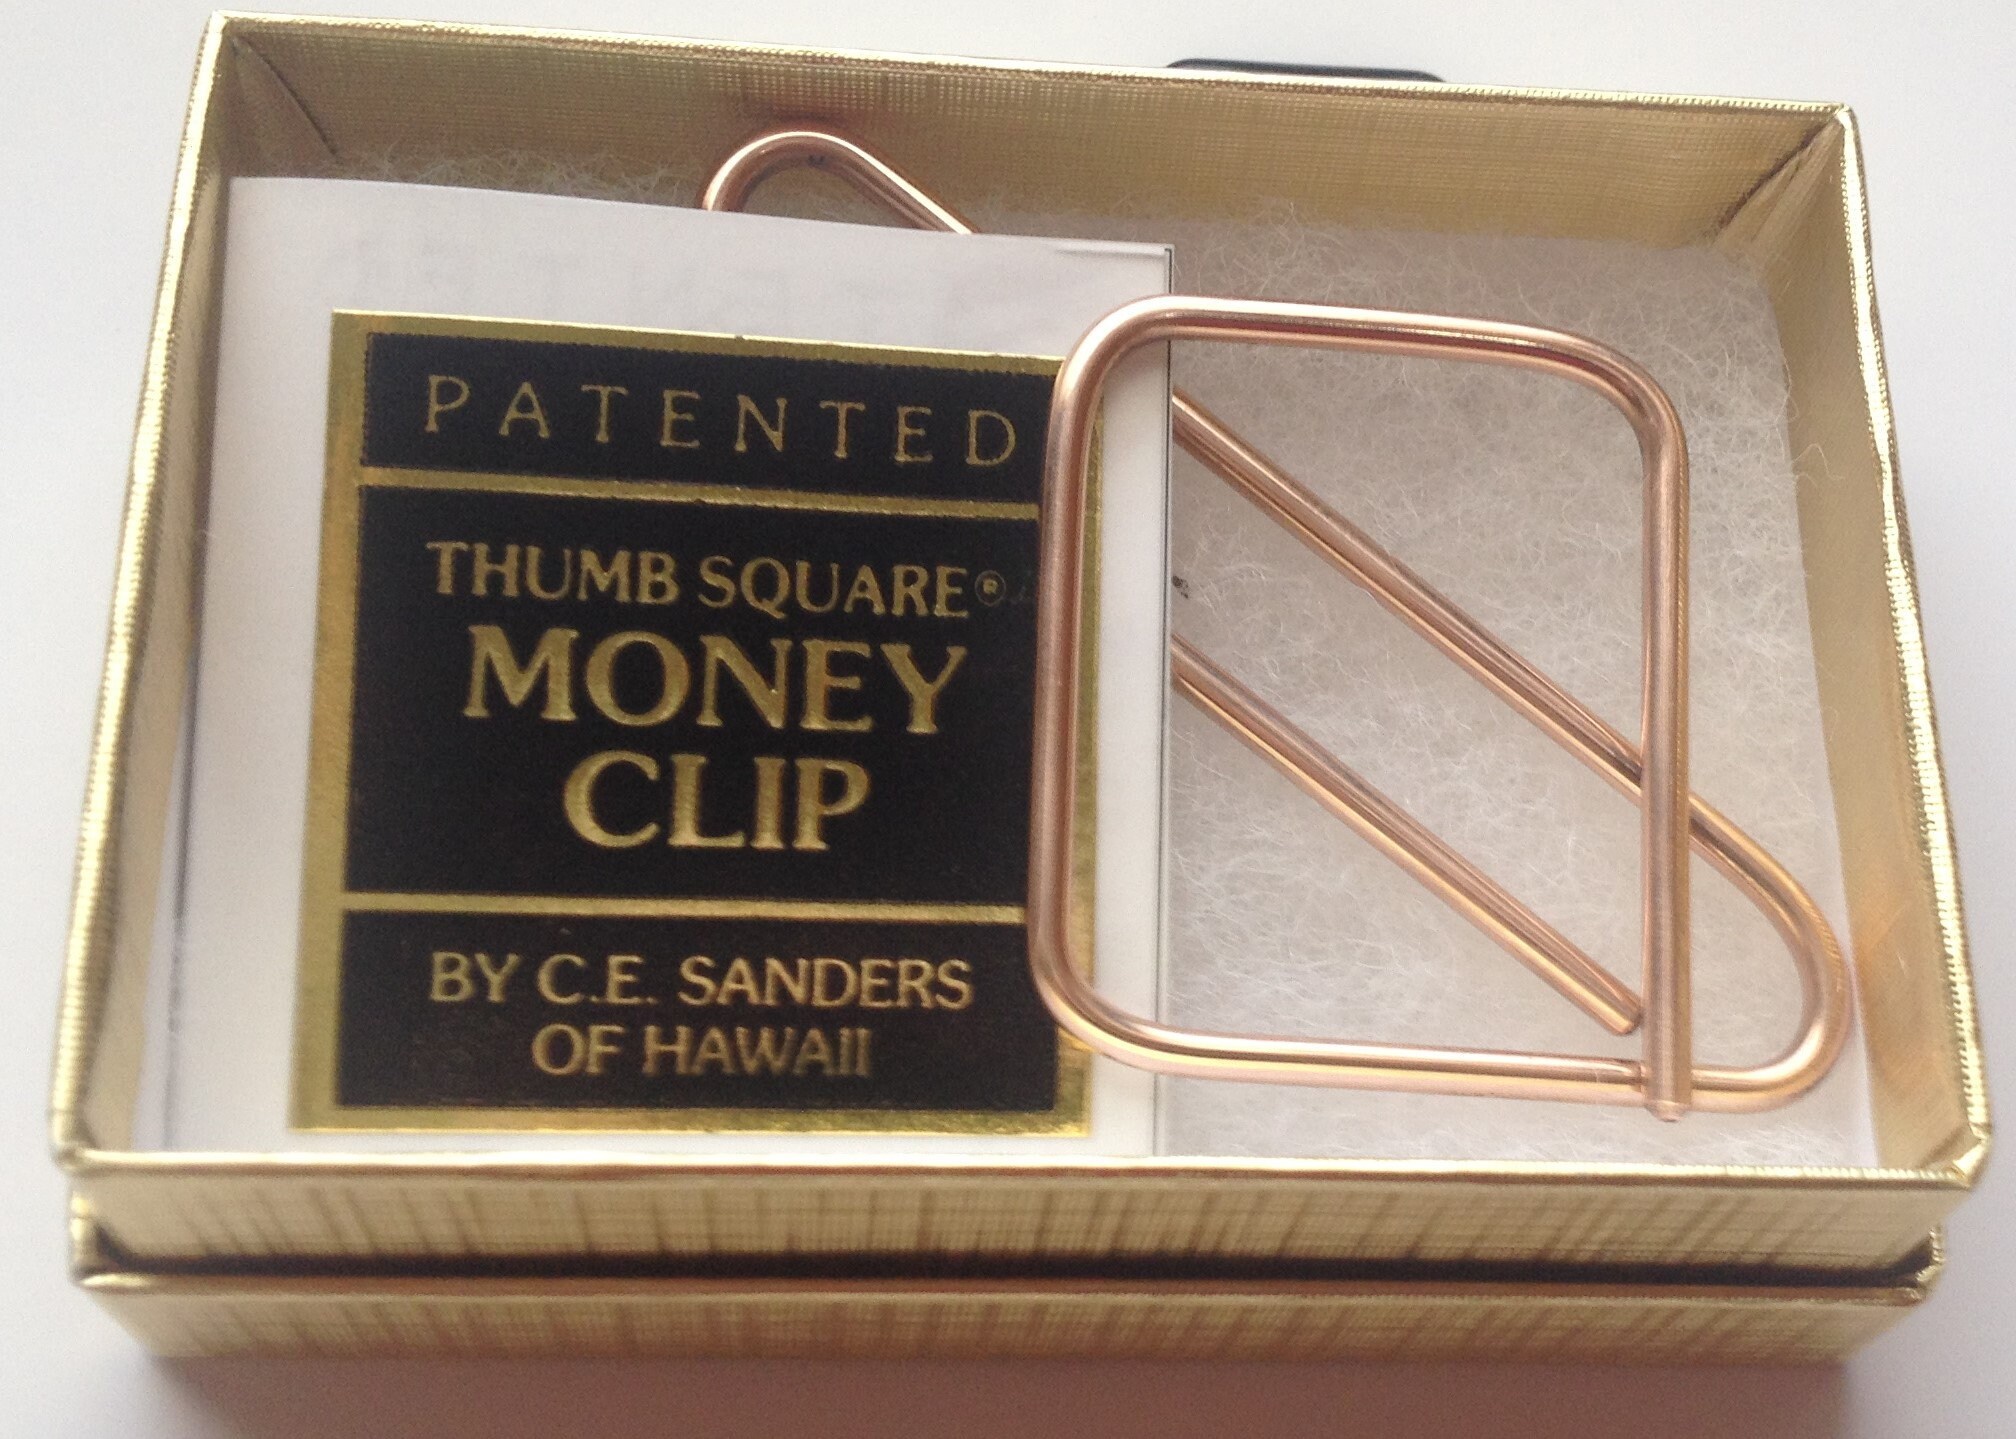 PATENTED
THUMB SQUARE®
MONEY
CLIP
BY C.E. SANDERS
OF HAWAII